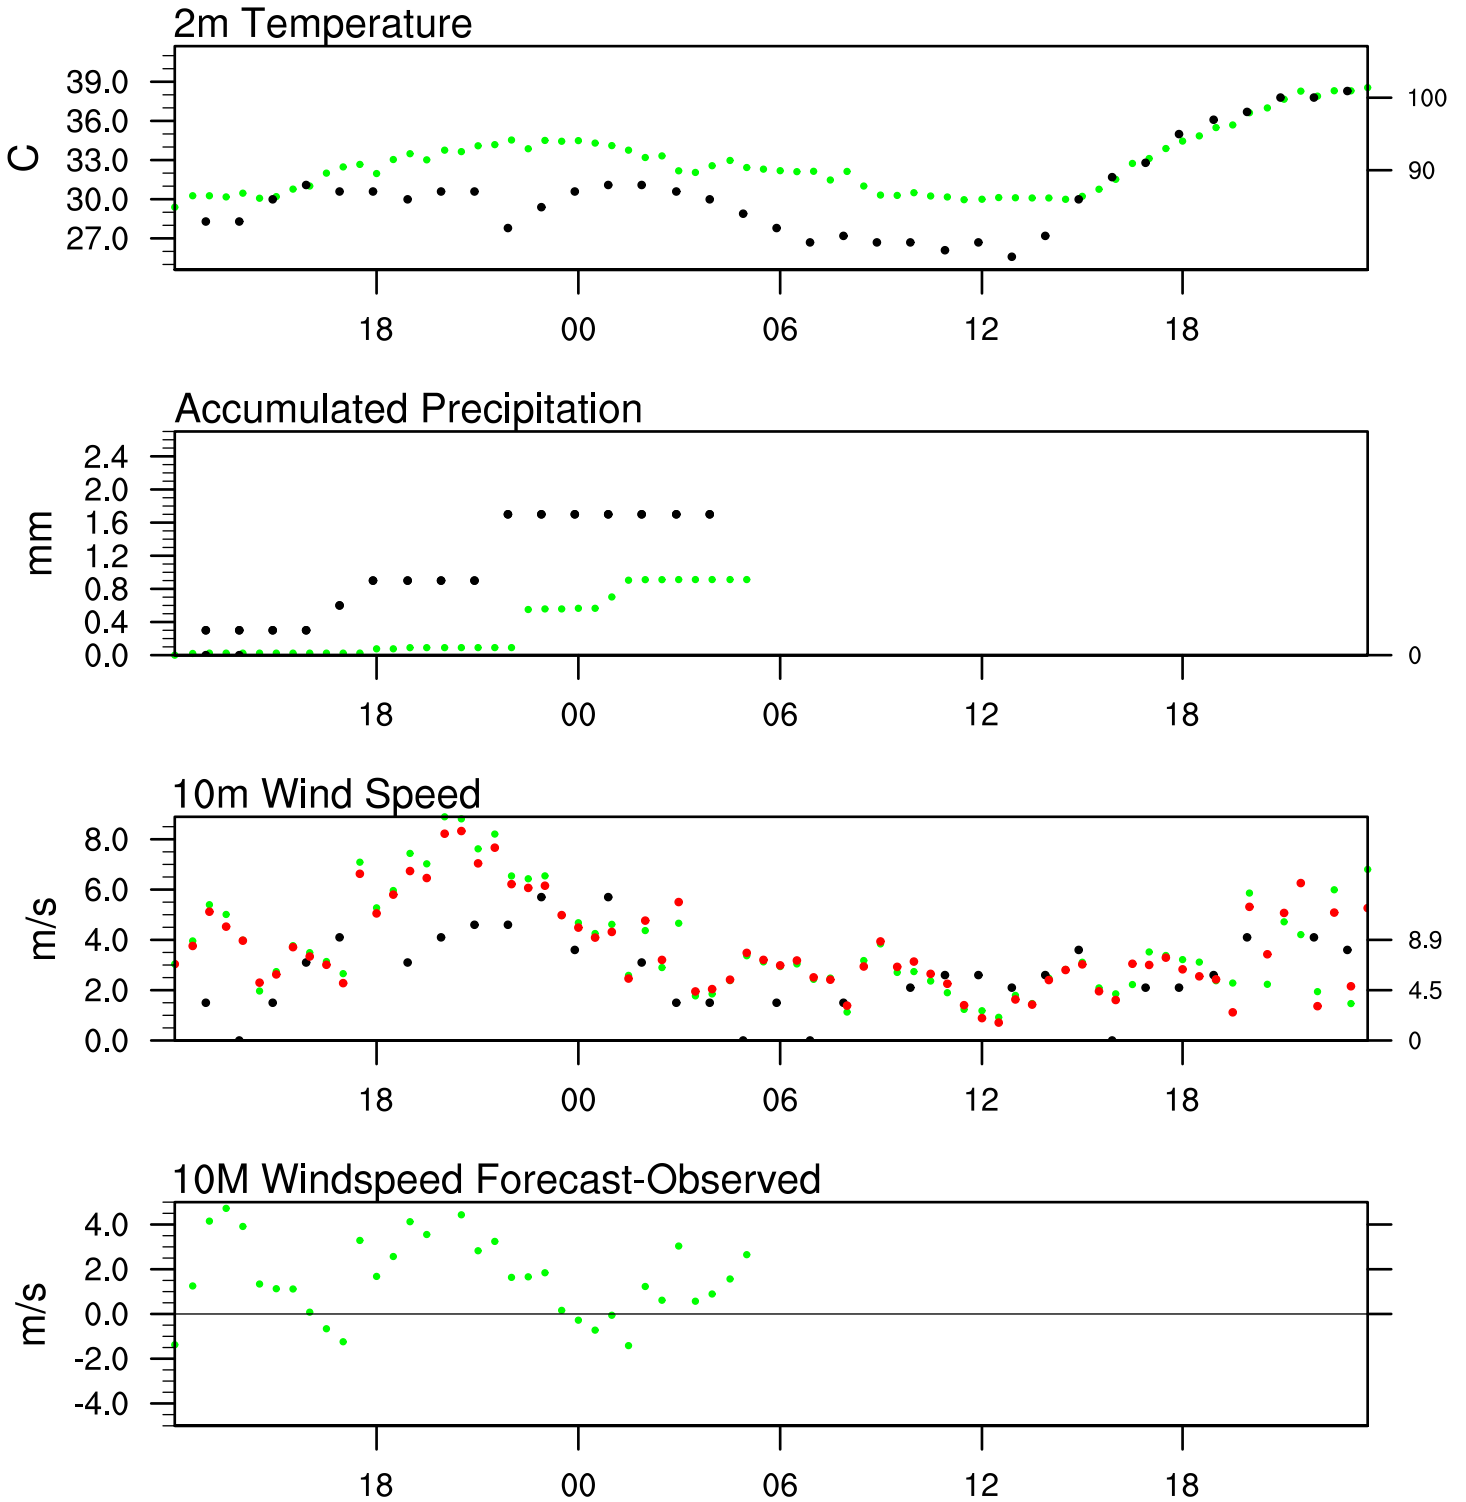 2m Temperature
C
39.0
36.0
33.0
30.0
27.0
100
90
18 00 06 12 18
Accumulated Precipitation
mm
2.4
2.0
1.6
1.2
0.8
0.4
0.0
0
18 00 06 12 18
10m Wind Speed
m/s
8.0
6.0
4.0
2.0
0.0
8.9
4.5
0
18 00 06 12 18
10M Windspeed Forecast-Observed
m/s
4.0
2.0
0.0
-2.0
-4.0
18 00 06 12 18